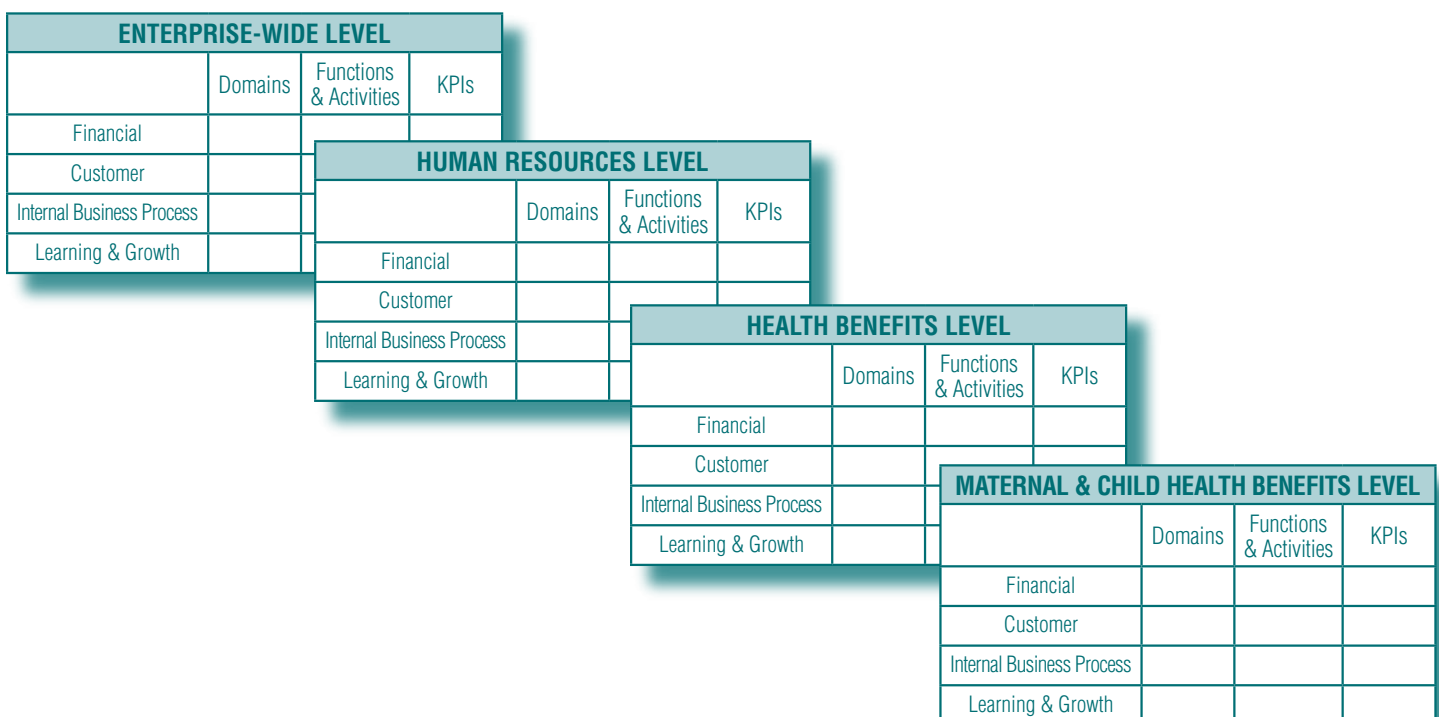 ENTERPRISE-WIDE LEVEL
Domains
Functions
& Activities
KPIs
Financial
Customer
Internal Business Process
Learning & Growth
HUMAN RESOURCES LEVEL
Domains
Functions
& Activities
KPIs
Financial
Customer
Internal Business Process
Learning & Growth
HEALTH BENEFITS LEVEL
Domains
Functions
& Activities
KPIs
Financial
Customer
Internal Business Process
Learning & Growth
MATERNAL & CHILD HEALTH BENEFITS LEVEL
Domains
Functions
& Activities
KPIs
Financial
Customer
Internal Business Process
Learning & Growth